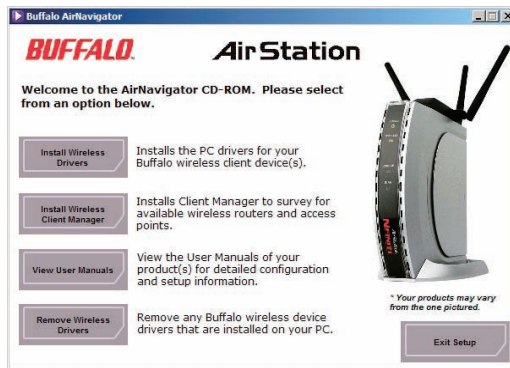 Buffalo AirNavigator
BUFFALO
AirStation
Welcome to the AirNavigator CD-ROM. Please select
from an option below.
Install Wireless
Drivers
Installs the PC drivers for your
Buffalo wireless client device(s).
Install Wireless
Client Manager
Installs Client Manager to survey for
available wireless routers and access
points.
View User Manuals
View the User Manuals of your
product(s) for detailed configuration
and setup information.
Remove Wireless
Drivers
Remove any Buffalo wireless device
drivers that are installed on your PC.
AirStation
NFINITI
* Your products may vary
from the one pictured.
Exit Setup